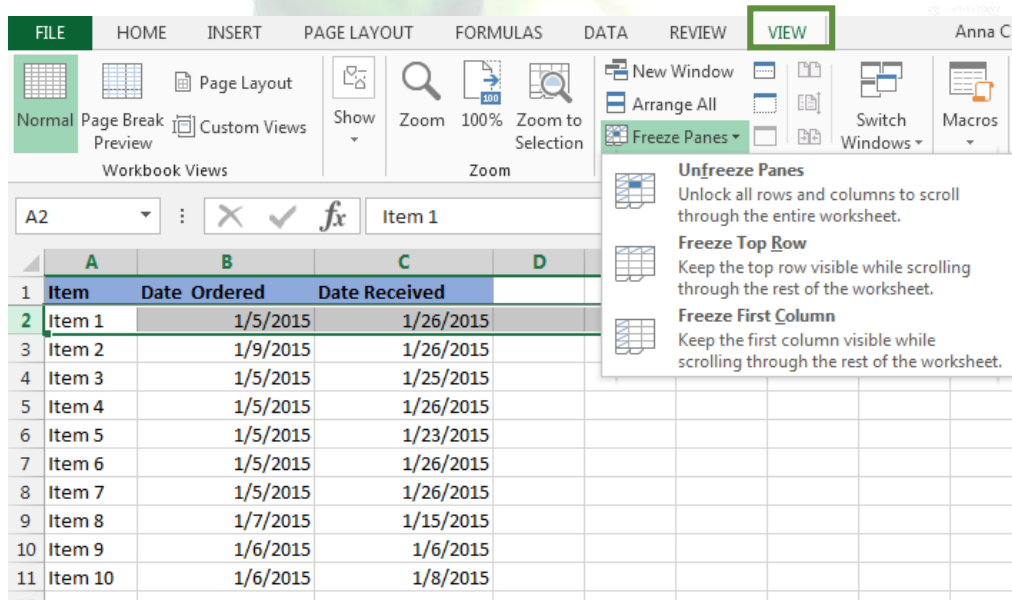 FILE HOME INSERT PAGE LAYOUT FORMULAS DATA REVIEW VIEW Anna C
Normal Page Break Preview Page Layout Custom Views
Workbook Views
Show
Zoom 100% Zoom to Selection
100
Zoom
New Window
Arrange All
Freeze Panes
Switch Windows
Macros
Unfreeze Panes
Unlock all rows and columns to scroll
through the entire worksheet.
Freeze Top Row
Keep the top row visible while scrolling
through the rest of the worksheet.
Freeze First Column
Keep the first column visible while
scrolling through the rest of the worksheet.
A2 fx Item 1
A B C D
1 Item Date Ordered Date Received
2 Item 1 1/5/2015 1/26/2015
3 Item 2 1/9/2015 1/26/2015
4 Item 3 1/5/2015 1/25/2015
5 Item 4 1/5/2015 1/26/2015
6 Item 5 1/5/2015 1/23/2015
7 Item 6 1/5/2015 1/26/2015
8 Item 7 1/5/2015 1/26/2015
9 Item 8 1/7/2015 1/15/2015
10 Item 9 1/6/2015 1/6/2015
11 Item 10 1/6/2015 1/8/2015